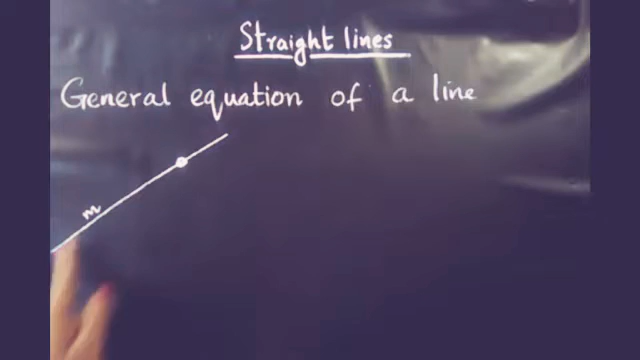 Straight lines
General equation of a line
m